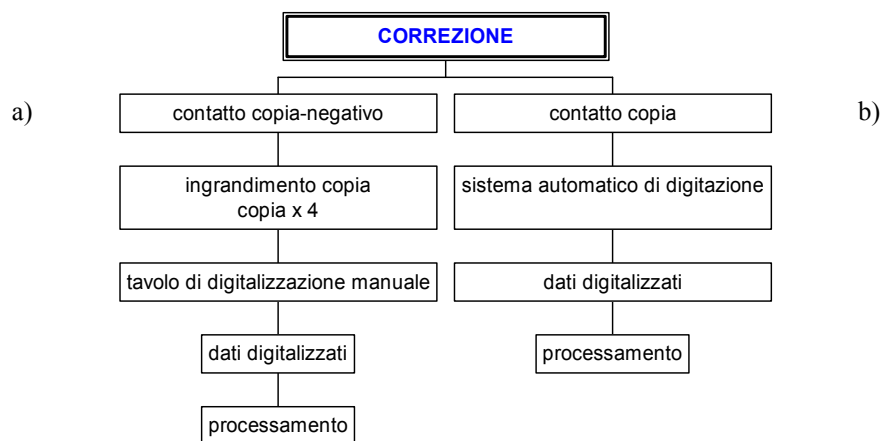 CORREZIONE
a)
contatto copia-negativo
contatto copia
b)
ingrandimento copia
copia x 4
sistema automatico di digitazione
tavolo di digitalizzazione manuale
dati digitalizzati
dati digitalizzati
processamento
processamento